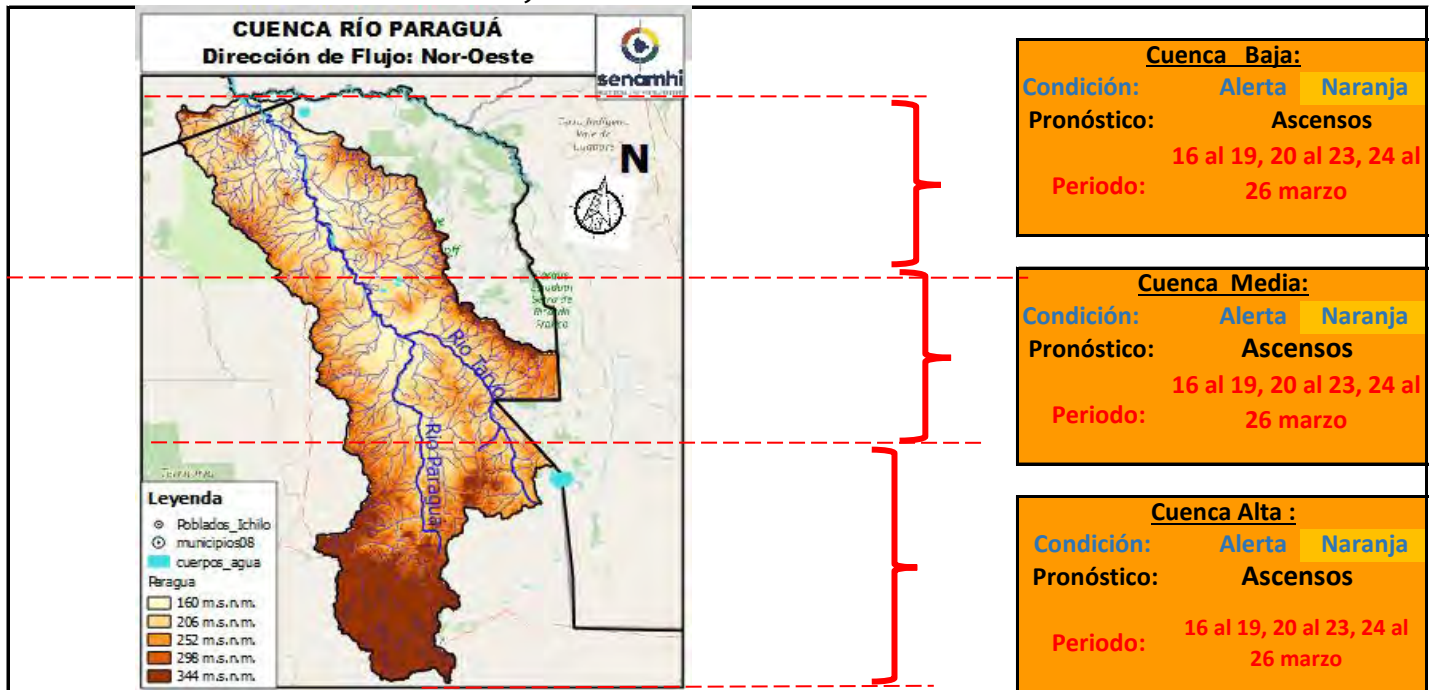 CUENCA RÍO PARAGUÁ
Dirección de Flujo: Nor-Oeste
senamhi
N
Río Tarvo
Río Paraguá
Leyenda
Poblados_Ichilo
municipios08
cuerpos_agua
Paragua
160 m.s.n.m.
206 m.s.n.m.
252 m.s.n.m.
298 m.s.n.m.
344 m.s.n.m.
Cuenca Baja:
Condición: Alerta Naranja
Pronóstico: Ascensos
16 al 19, 20 al 23, 24 al
Periodo: 26 marzo
Cuenca Media:
Condición: Alerta Naranja
Pronóstico: Ascensos
16 al 19, 20 al 23, 24 al
Periodo: 26 marzo
Cuenca Alta :
Condición: Alerta Naranja
Pronóstico: Ascensos
Periodo: 16 al 19, 20 al 23, 24 al
26 marzo